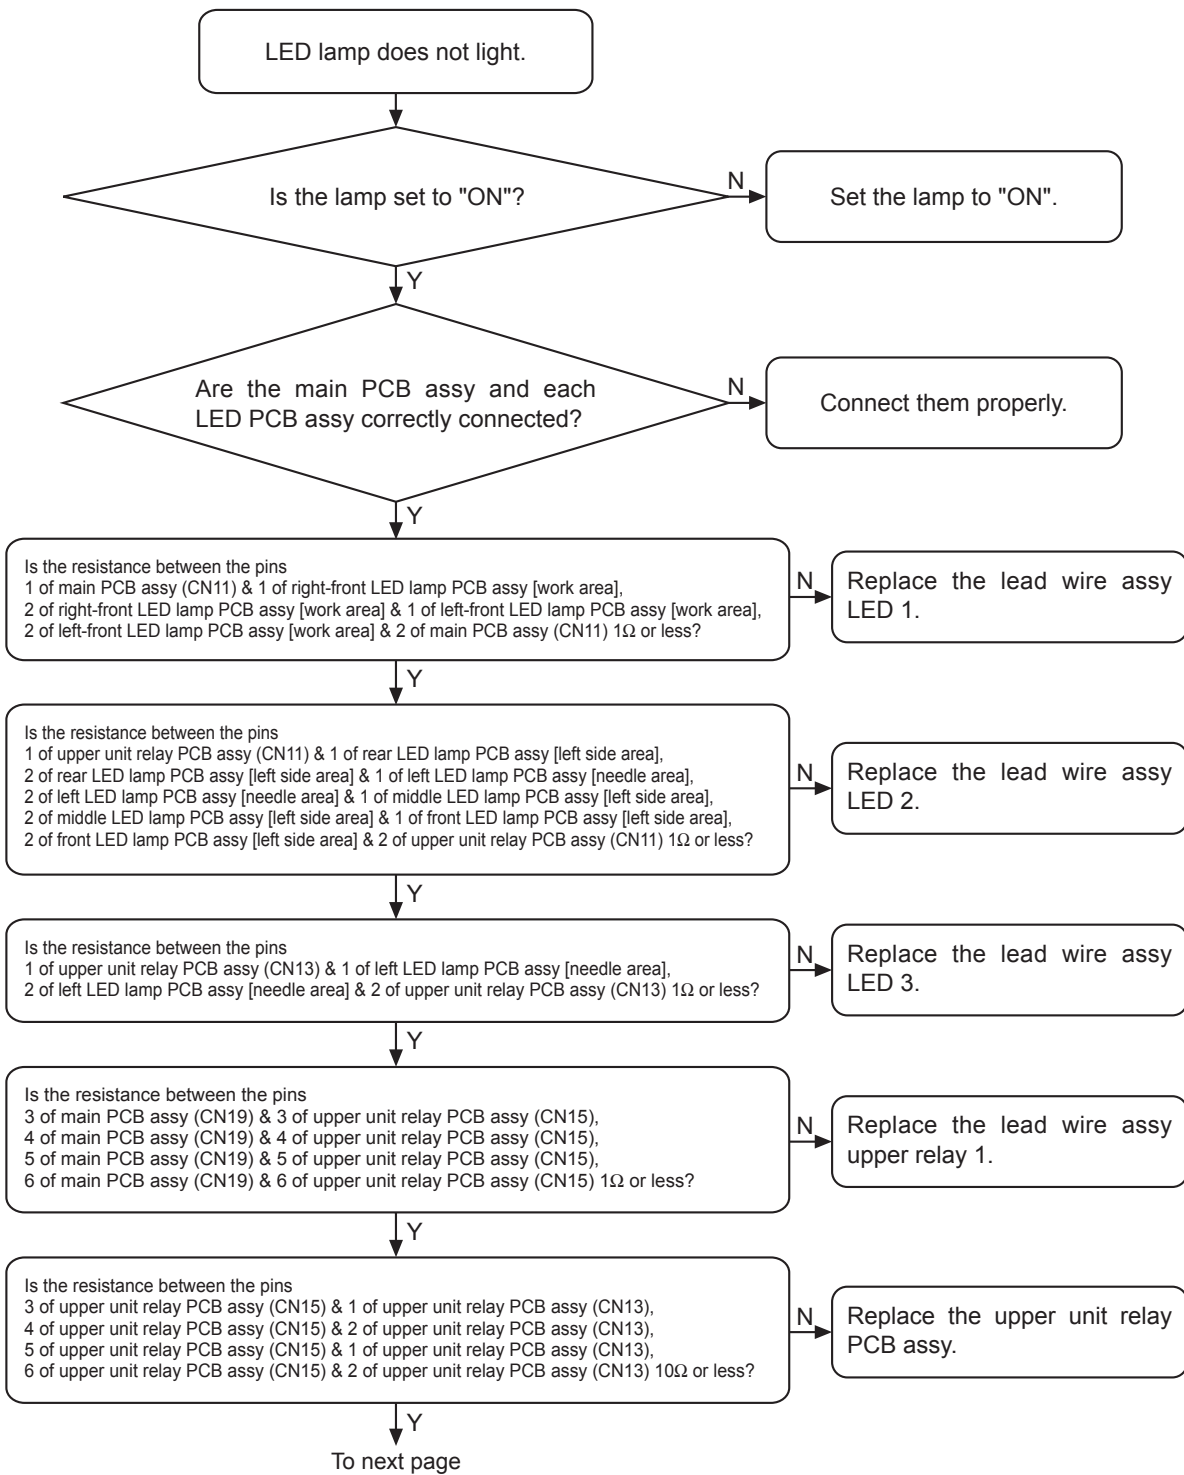 LED lamp does not light.
Is the lamp set to "ON"?
N
Set the lamp to "ON".
Y
Are the main PCB assy and each
LED PCB assy correctly connected?
N
Connect them properly.
Y
Is the resistance between the pins
1 of main PCB assy (CN11) & 1 of right-front LED lamp PCB assy [work area],
2 of right-front LED lamp PCB assy [work area] & 1 of left-front LED lamp PCB assy [work area],
2 of left-front LED lamp PCB assy [work area] & 2 of main PCB assy (CN11) 1Ω or less?
N
Replace the lead wire assy
LED 1.
Y
Is the resistance between the pins
1 of upper unit relay PCB assy (CN11) & 1 of rear LED lamp PCB assy [left side area],
2 of rear LED lamp PCB assy [left side area] & 1 of left LED lamp PCB assy [needle area],
2 of left LED lamp PCB assy [needle area] & 1 of middle LED lamp PCB assy [left side area],
2 of middle LED lamp PCB assy [left side area] & 1 of front LED lamp PCB assy [left side area],
2 of front LED lamp PCB assy [left side area] & 2 of upper unit relay PCB assy (CN11) 1Ω or less?
N
Replace the lead wire assy
LED 2.
Y
Is the resistance between the pins
1 of upper unit relay PCB assy (CN13) & 1 of left LED lamp PCB assy [needle area],
2 of left LED lamp PCB assy [needle area] & 2 of upper unit relay PCB assy (CN13) 1Ω or less?
N
Replace the lead wire assy
LED 3.
Y
Is the resistance between the pins
3 of main PCB assy (CN19) & 3 of upper unit relay PCB assy (CN15),
4 of main PCB assy (CN19) & 4 of upper unit relay PCB assy (CN15),
5 of main PCB assy (CN19) & 5 of upper unit relay PCB assy (CN15),
6 of main PCB assy (CN19) & 6 of upper unit relay PCB assy (CN15) 1Ω or less?
N
Replace the lead wire assy
upper relay 1.
Y
Is the resistance between the pins
3 of upper unit relay PCB assy (CN15) & 1 of upper unit relay PCB assy (CN13),
4 of upper unit relay PCB assy (CN15) & 2 of upper unit relay PCB assy (CN13),
5 of upper unit relay PCB assy (CN15) & 1 of upper unit relay PCB assy (CN13),
6 of upper unit relay PCB assy (CN15) & 2 of upper unit relay PCB assy (CN13) 10Ω or less?
N
Replace the upper unit relay
PCB assy.
Y
To next page